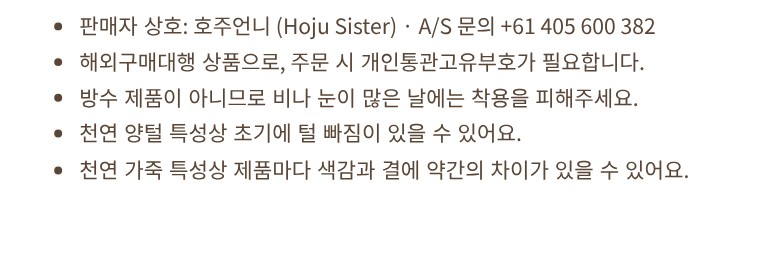 • 판매자 상호: 호주언니 (Hoju Sister) · A/S 문의 +61 405 600 382
• 해외구매대행 상품으로, 주문 시 개인통관고유부호가 필요합니다.
• 방수 제품이 아니므로 비나 눈이 많은 날에는 착용을 피해주세요.
• 천연 양털 특성상 초기에 털 빠짐이 있을 수 있어요.
• 천연 가죽 특성상 제품마다 색감과 결에 약간의 차이가 있을 수 있어요.